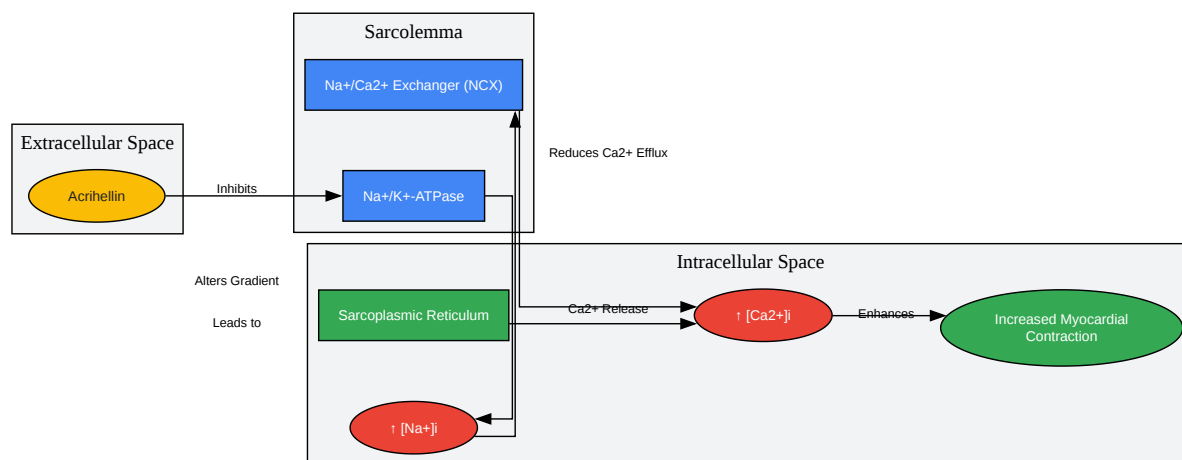 Sarcolemma
Na+/Ca2+ Exchanger (NCX)
Extracellular Space
Reduces Ca2+ Efflux
Acrihellin
Inhibits
Na+/K+-ATPase
Intracellular Space
Alters Gradient
Sarcoplasmic Reticulum
Ca2+ Release
↑ [Ca2+]i
Enhances
Increased Myocardial
Contraction
Leads to
↑ [Na+]i